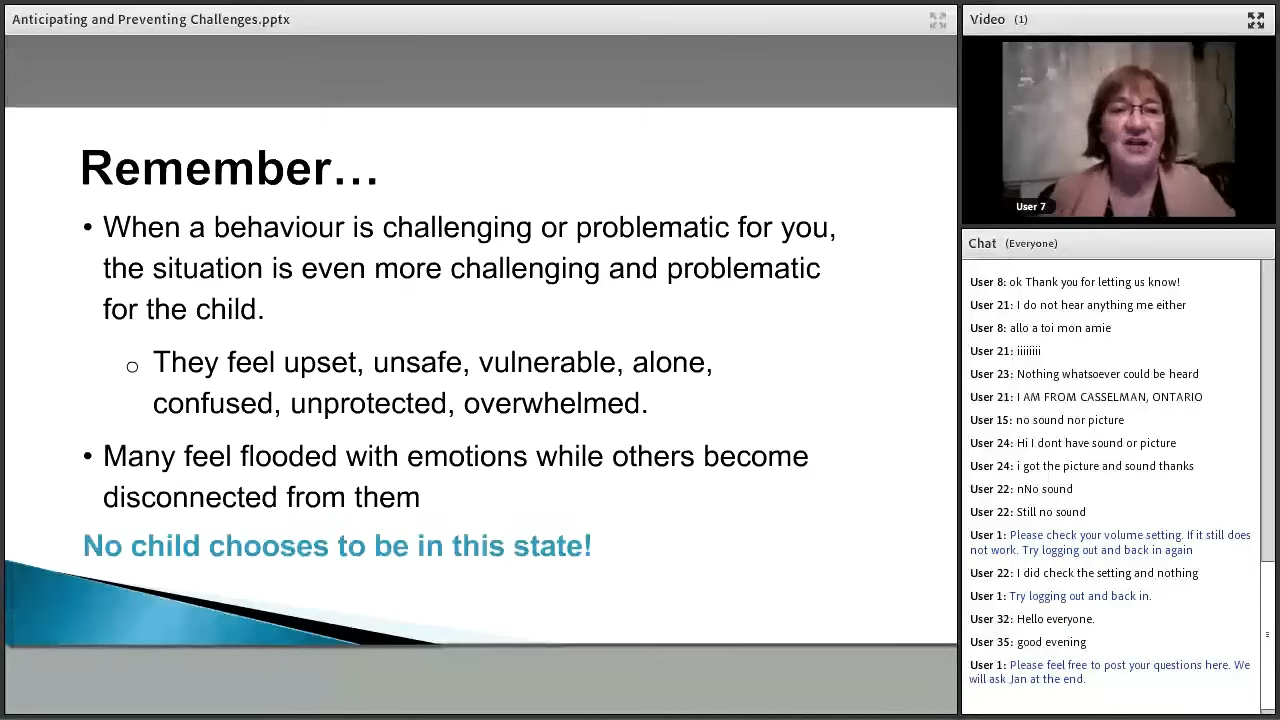 Anticipating and Preventing Challenges.pptx
Remember…
• When a behaviour is challenging or problematic for you,
the situation is even more challenging and problematic
for the child.
o They feel upset, unsafe, vulnerable, alone,
confused, unprotected, overwhelmed.
• Many feel flooded with emotions while others become
disconnected from them
No child chooses to be in this state!
Video (1)
User 7
Chat (Everyone)
User 8: ok Thank you for letting us know!
User 21: I do not hear anything me either
User 8: allo a toi mon amie
User 21: iiiiiiii
User 23: Nothing whatsoever could be heard
User 21: I AM FROM CASSELMAN, ONTARIO
User 15: no sound nor picture
User 24: Hi I dont have sound or picture
User 24: i got the picture and sound thanks
User 22: nNo sound
User 22: Still no sound
User 1: Please check your volume setting. If it still does
not work. Try logging out and back in again
User 22: I did check the setting and nothing
User 1: Try logging out and back in.
User 32: Hello everyone.
User 35: good evening
User 1: Please feel free to post your questions here. We
will ask Jan at the end.